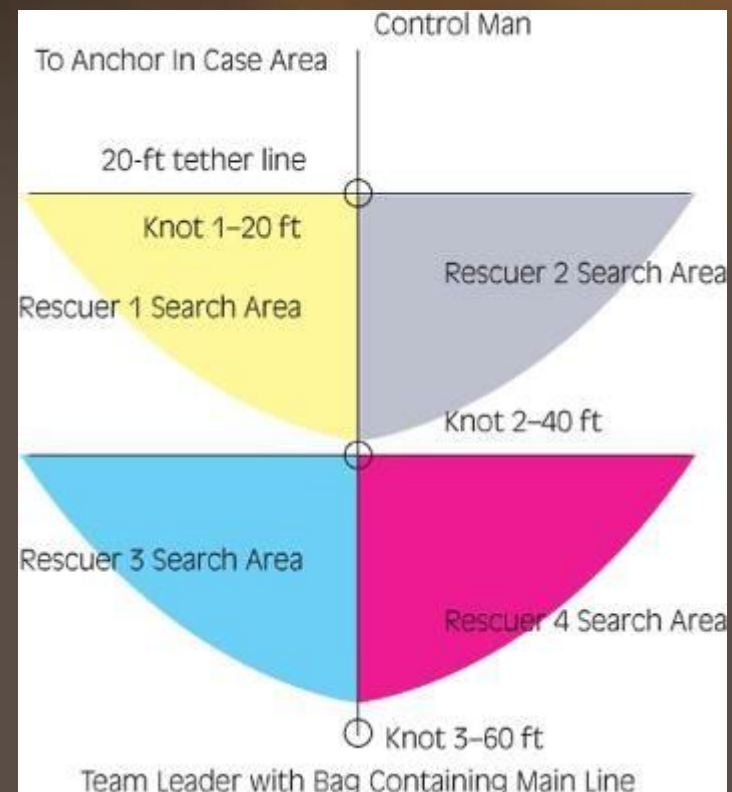 Control Man
To Anchor In Case Area
20-ft tether line
Knot 1–20 ft
Rescuer 2 Search Area
Rescuer 1 Search Area
Knot 2–40 ft
Rescuer 3 Search Area
Rescuer 4 Search Area
Knot 3–60 ft
Team Leader with Bag Containing Main Line